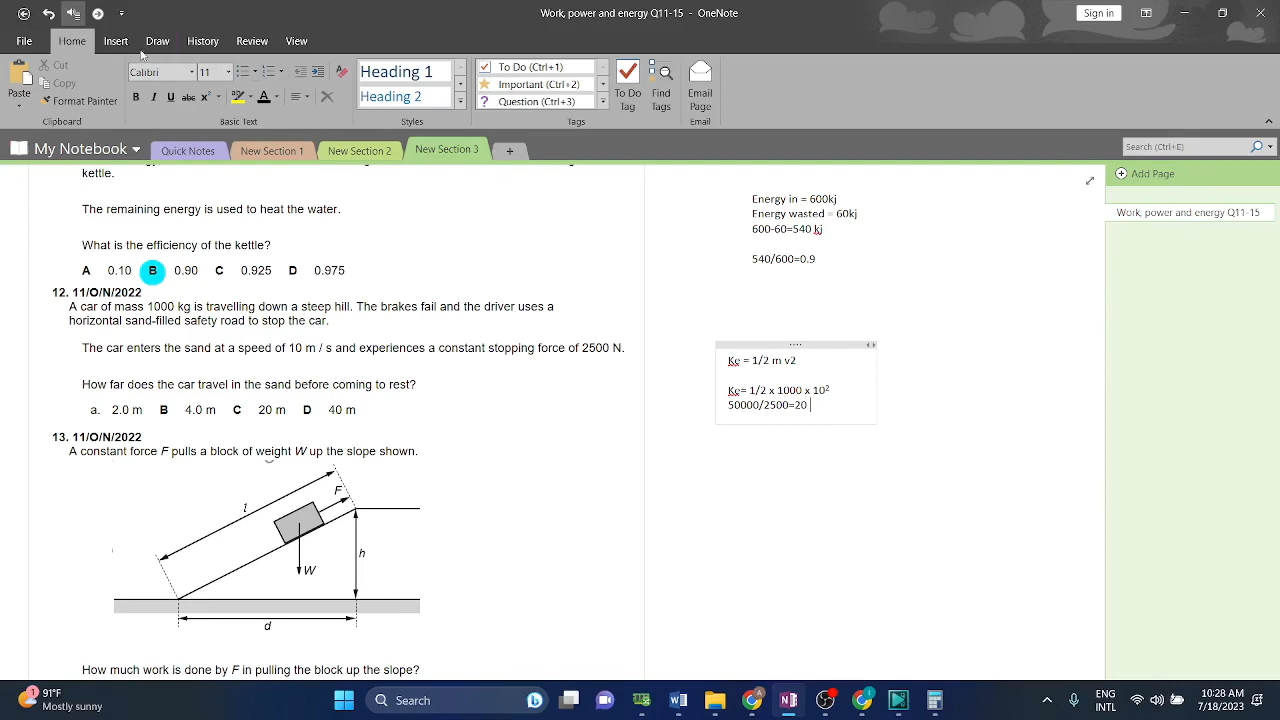 Work, power and energy Q11-15 - OneNote
Sign in
File Home Insert Draw History Review View
Paste
Cut
Copy
Format Painter
Clipboard
Calibri 11
B I U abc x² A
Basic Text
Heading 1
Heading 2
Styles
To Do (Ctrl+1)
Important (Ctrl+2)
? Question (Ctrl+3)
Tags
To Do Tag
Find Tags
Email Page
Email
My Notebook
Quick Notes
New Section 1
New Section 2
New Section 3
+
Search (Ctrl+E)
Add Page
Work, power and energy Q11-15
kettle.
The remaining energy is used to heat the water.
What is the efficiency of the kettle?
A 0.10 B 0.90 C 0.925 D 0.975
12. 11/O/N/2022
A car of mass 1000 kg is travelling down a steep hill. The brakes fail and the driver uses a
horizontal sand-filled safety road to stop the car.
The car enters the sand at a speed of 10 m / s and experiences a constant stopping force of 2500 N.
How far does the car travel in the sand before coming to rest?
a. 2.0 m B 4.0 m C 20 m D 40 m
13. 11/O/N/2022
A constant force F pulls a block of weight W up the slope shown.
l
F
h
W
d
How much work is done by F in pulling the block up the slope?
Energy in = 600kj
Energy wasted = 60kj
600-60=540 kj
540/600=0.9
Ke = 1/2 m v2
Ke= 1/2 x 1000 x 10²
50000/2500=20
1
91°F
Mostly sunny
Search
ENG
INTL
10:28 AM
7/18/2023